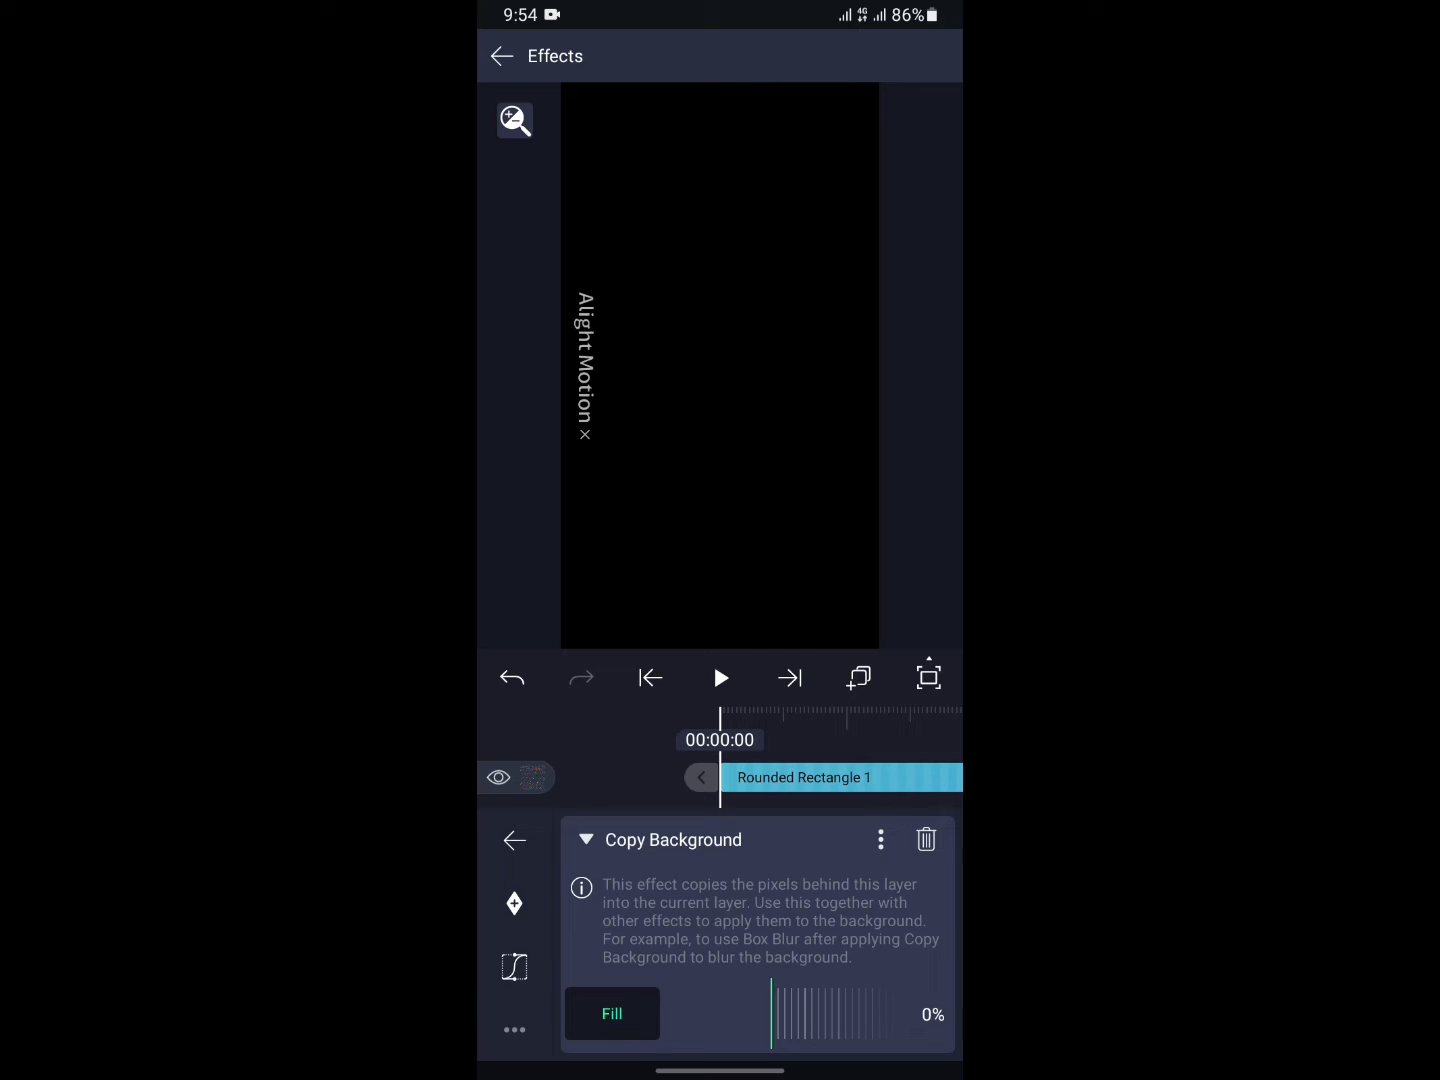 9:54
4G
86%
Effects
Alight Motion ×
00:00:00
Rounded Rectangle 1
Copy Background
This effect copies the pixels behind this layer
into the current layer. Use this together with
other effects to apply them to the background.
For example, to use Box Blur after applying Copy
Background to blur the background.
Fill
0%